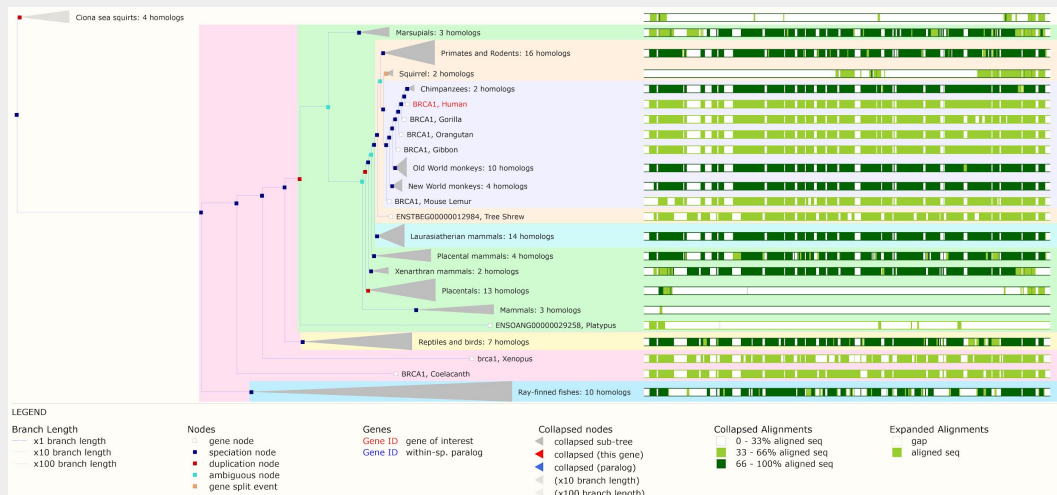 Ciona sea squirts: 4 homologs
Marsupials: 3 homologs
Primates and Rodents: 16 homologs
Squirrel: 2 homologs
Chimpanzees: 2 homologs
BRCA1, Human
BRCA1, Gorilla
BRCA1, Orangutan
BRCA1, Gibbon
Old World monkeys: 10 homologs
New World monkeys: 4 homologs
BRCA1, Mouse Lemur
ENSTBEG00000012984, Tree Shrew
Laurasiatherian mammals: 14 homologs
Placental mammals: 4 homologs
Xenarthran mammals: 2 homologs
Placentals: 13 homologs
Mammals: 3 homologs
ENSOANG00000029258, Platypus
Reptiles and birds: 7 homologs
brca1, Xenopus
BRCA1, Coelacanth
Ray-finned fishes: 10 homologs
LEGEND
Branch Length
x1 branch length
x10 branch length
x100 branch length
Nodes
gene node
speciation node
duplication node
ambiguous node
gene split event
Genes
Gene ID gene of interest
Gene ID within-sp. paralog
Collapsed nodes
collapsed sub-tree
collapsed (this gene)
collapsed (paralog)
(x10 branch length)
(x100 branch length)
Collapsed Alignments
0 - 33% aligned seq
33 - 66% aligned seq
66 - 100% aligned seq
Expanded Alignments
gap
aligned seq